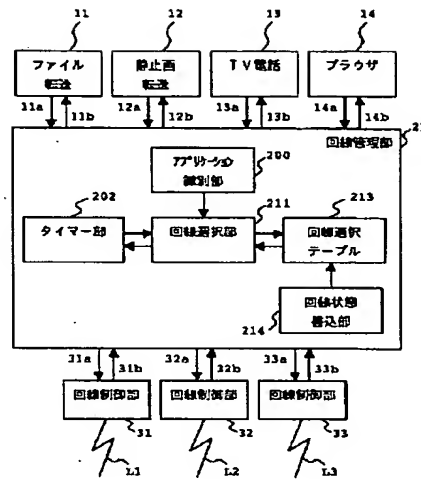 11
12
13
14
ファイル
転送
静止画
転送
TV電話
ブラウザ
11a
11b
12a
12b
13a
13b
14a
14b
回線管理部
アプリケーション
識別部
200
202
タイマー部
211
回線選択部
213
回線選択
テーブル
回線状態
書込部
214
31a
31b
32a
32b
33a
33b
回線制御部
回線制御部
回線制御部
31
32
33
L1
L2
L3